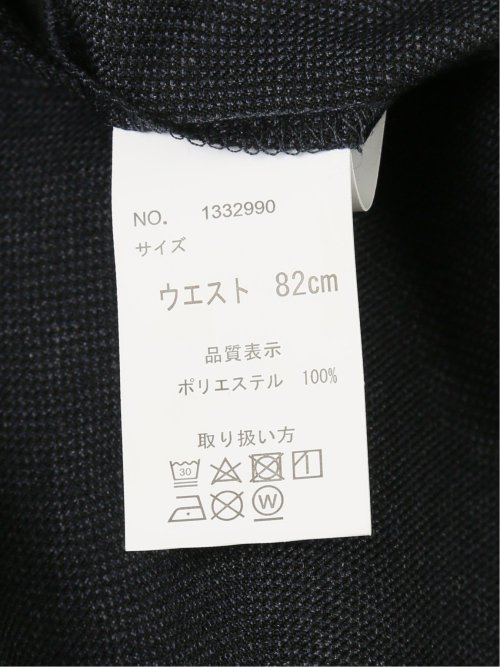 NO. 1332990
サイズ
ウエスト 82cm
品質表示
ポリエステル 100%
取り扱い方
30
W